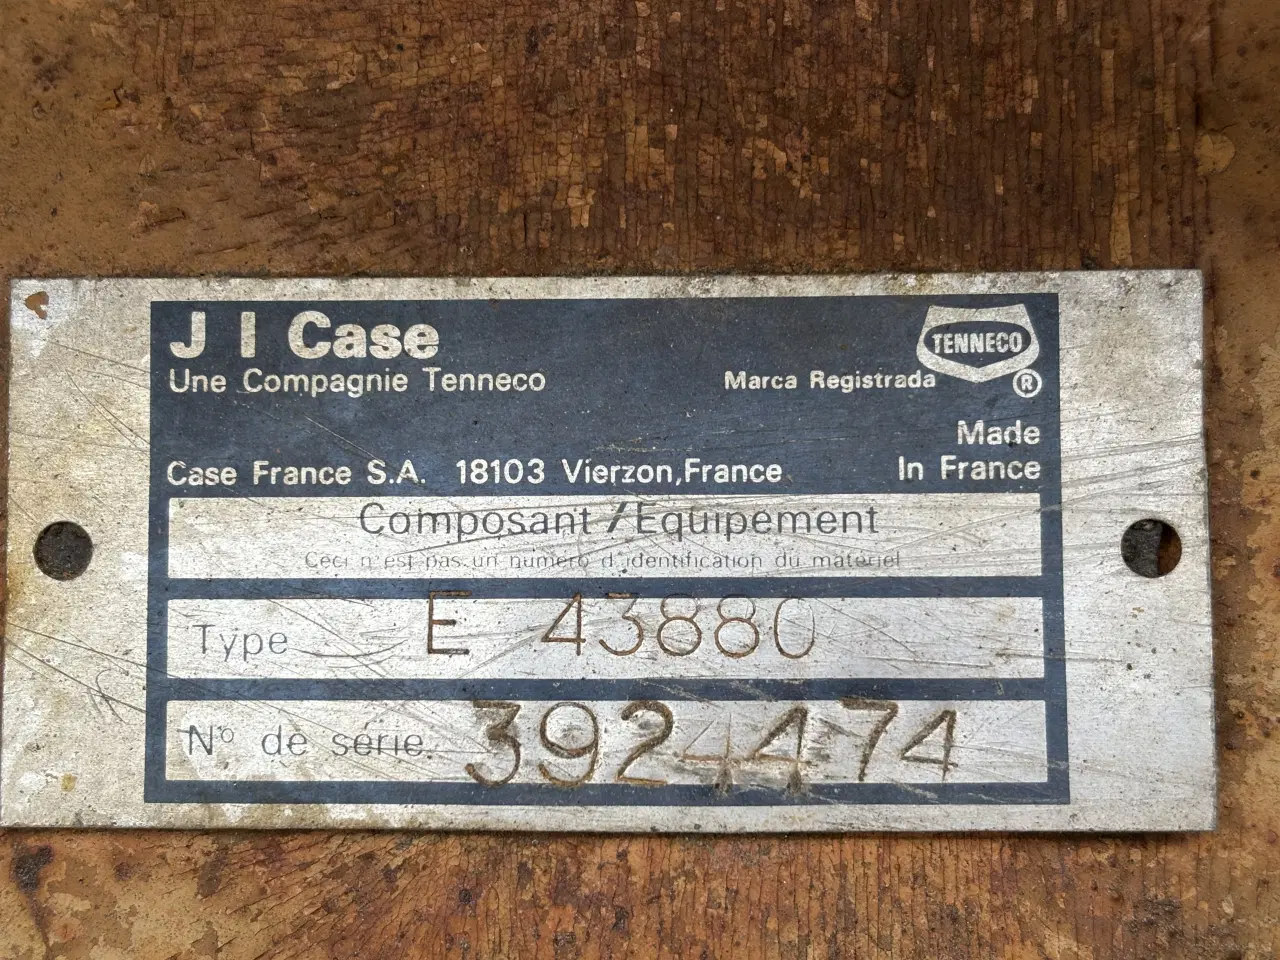 J I Case
Une Compagnie Tenneco
TENNECO
Marca Registrada ®
Made
In France
Case France S.A. 18103 Vierzon,France
Composant / Equipement
Ceci n'est pas un numéro d'identification du matériel
Type E 43880
N° de série 392474